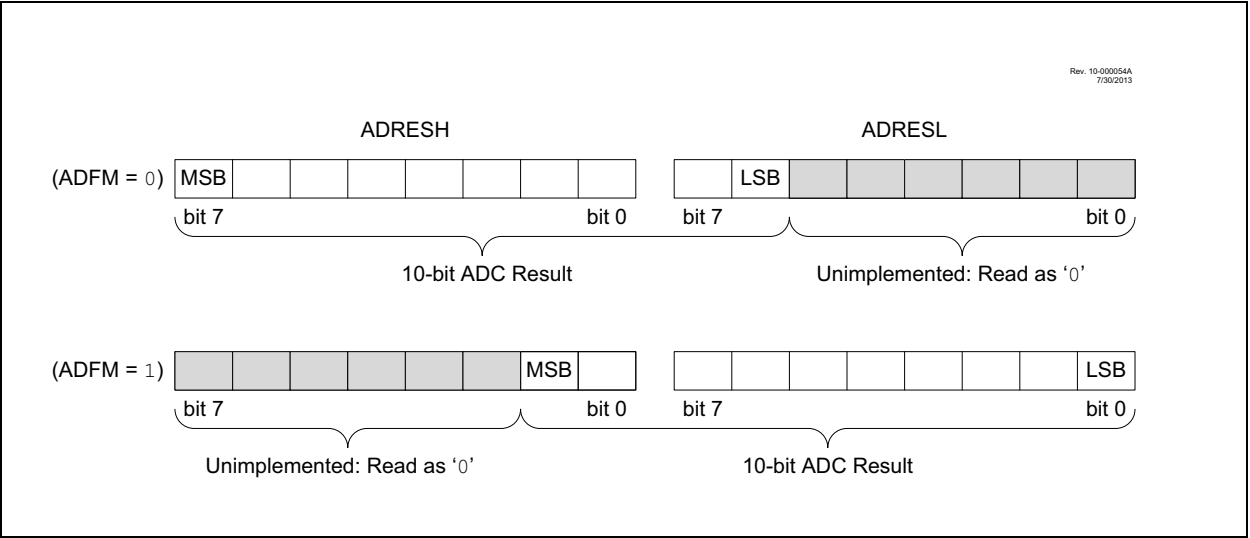 Rev. 10-000054A
7/30/2013
ADRESH ADRESL
(ADFM = 0) MSB LSB
bit 7 bit 0 bit 7 bit 0
10-bit ADC Result Unimplemented: Read as ‘0’
(ADFM = 1) MSB LSB
bit 7 bit 0 bit 7 bit 0
Unimplemented: Read as ‘0’ 10-bit ADC Result